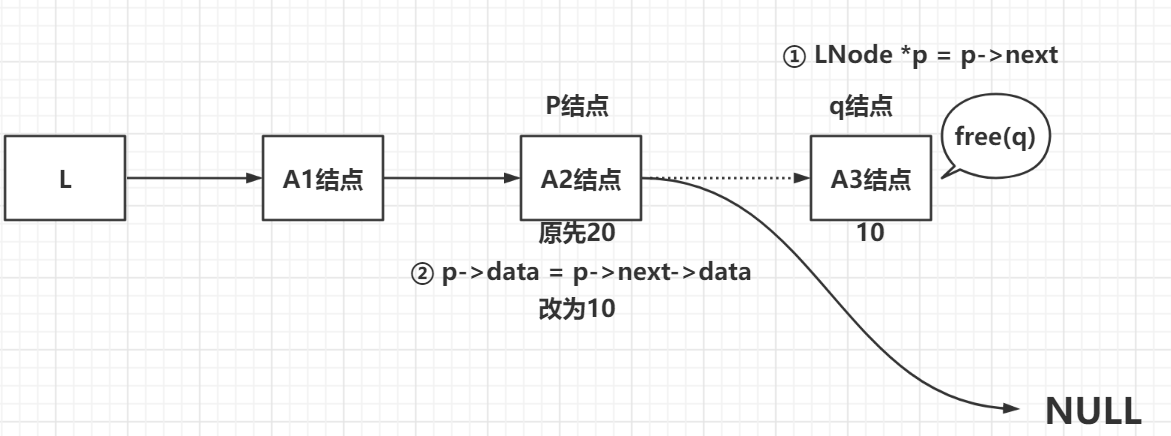 ① LNode *p = p->next
P结点
q结点
free(q)
L
A1结点
A2结点
A3结点
原先20
10
② p->data = p->next->data
改为10
NULL